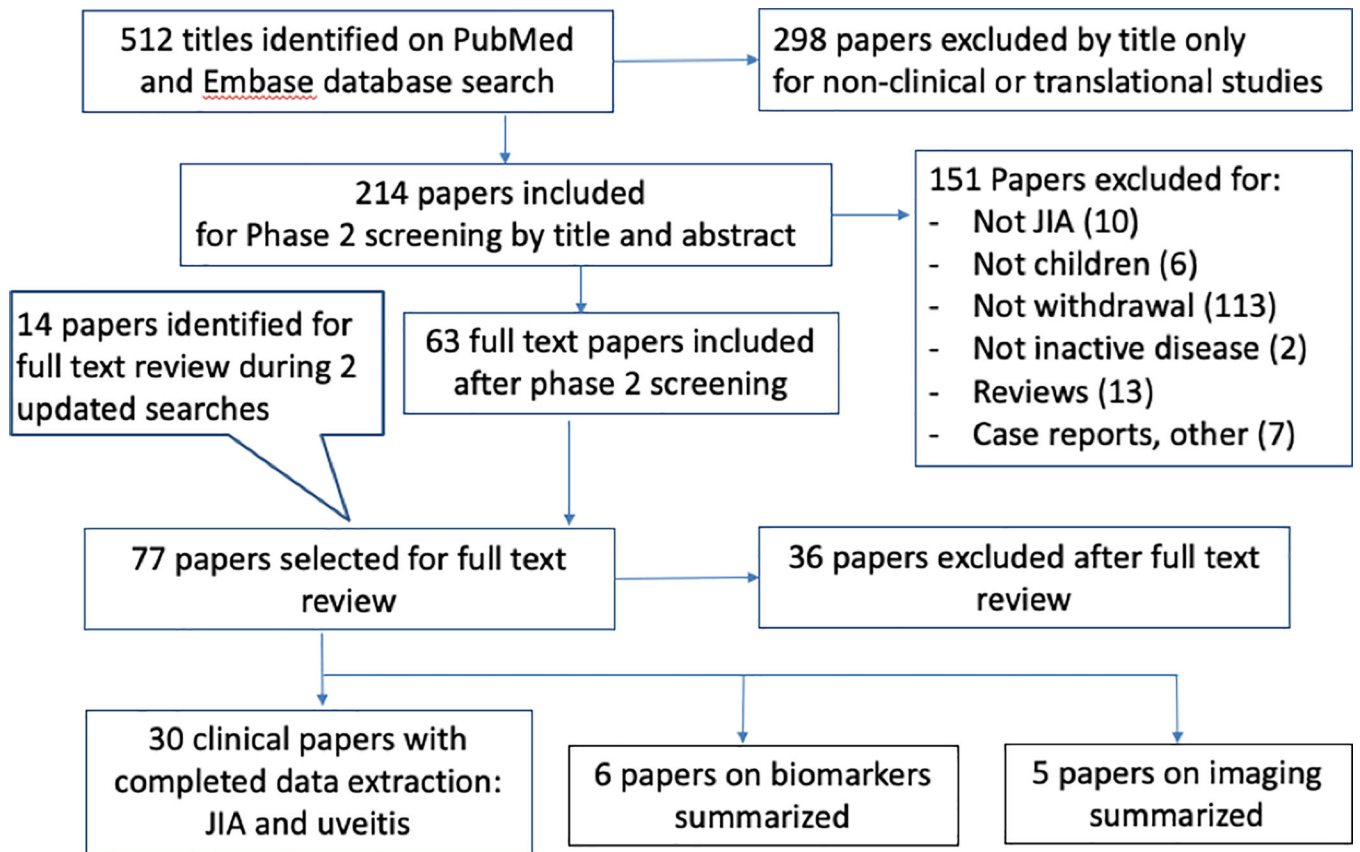 512 titles identified on PubMed
and Embase database search
298 papers excluded by title only
for non-clinical or translational studies
214 papers included
for Phase 2 screening by title and abstract
151 Papers excluded for:
- Not JIA (10)
- Not children (6)
- Not withdrawal (113)
- Not inactive disease (2)
- Reviews (13)
- Case reports, other (7)
14 papers identified for
full text review during 2
updated searches
63 full text papers included
after phase 2 screening
77 papers selected for full text
review
36 papers excluded after full text
review
30 clinical papers with
completed data extraction:
JIA and uveitis
6 papers on biomarkers
summarized
5 papers on imaging
summarized